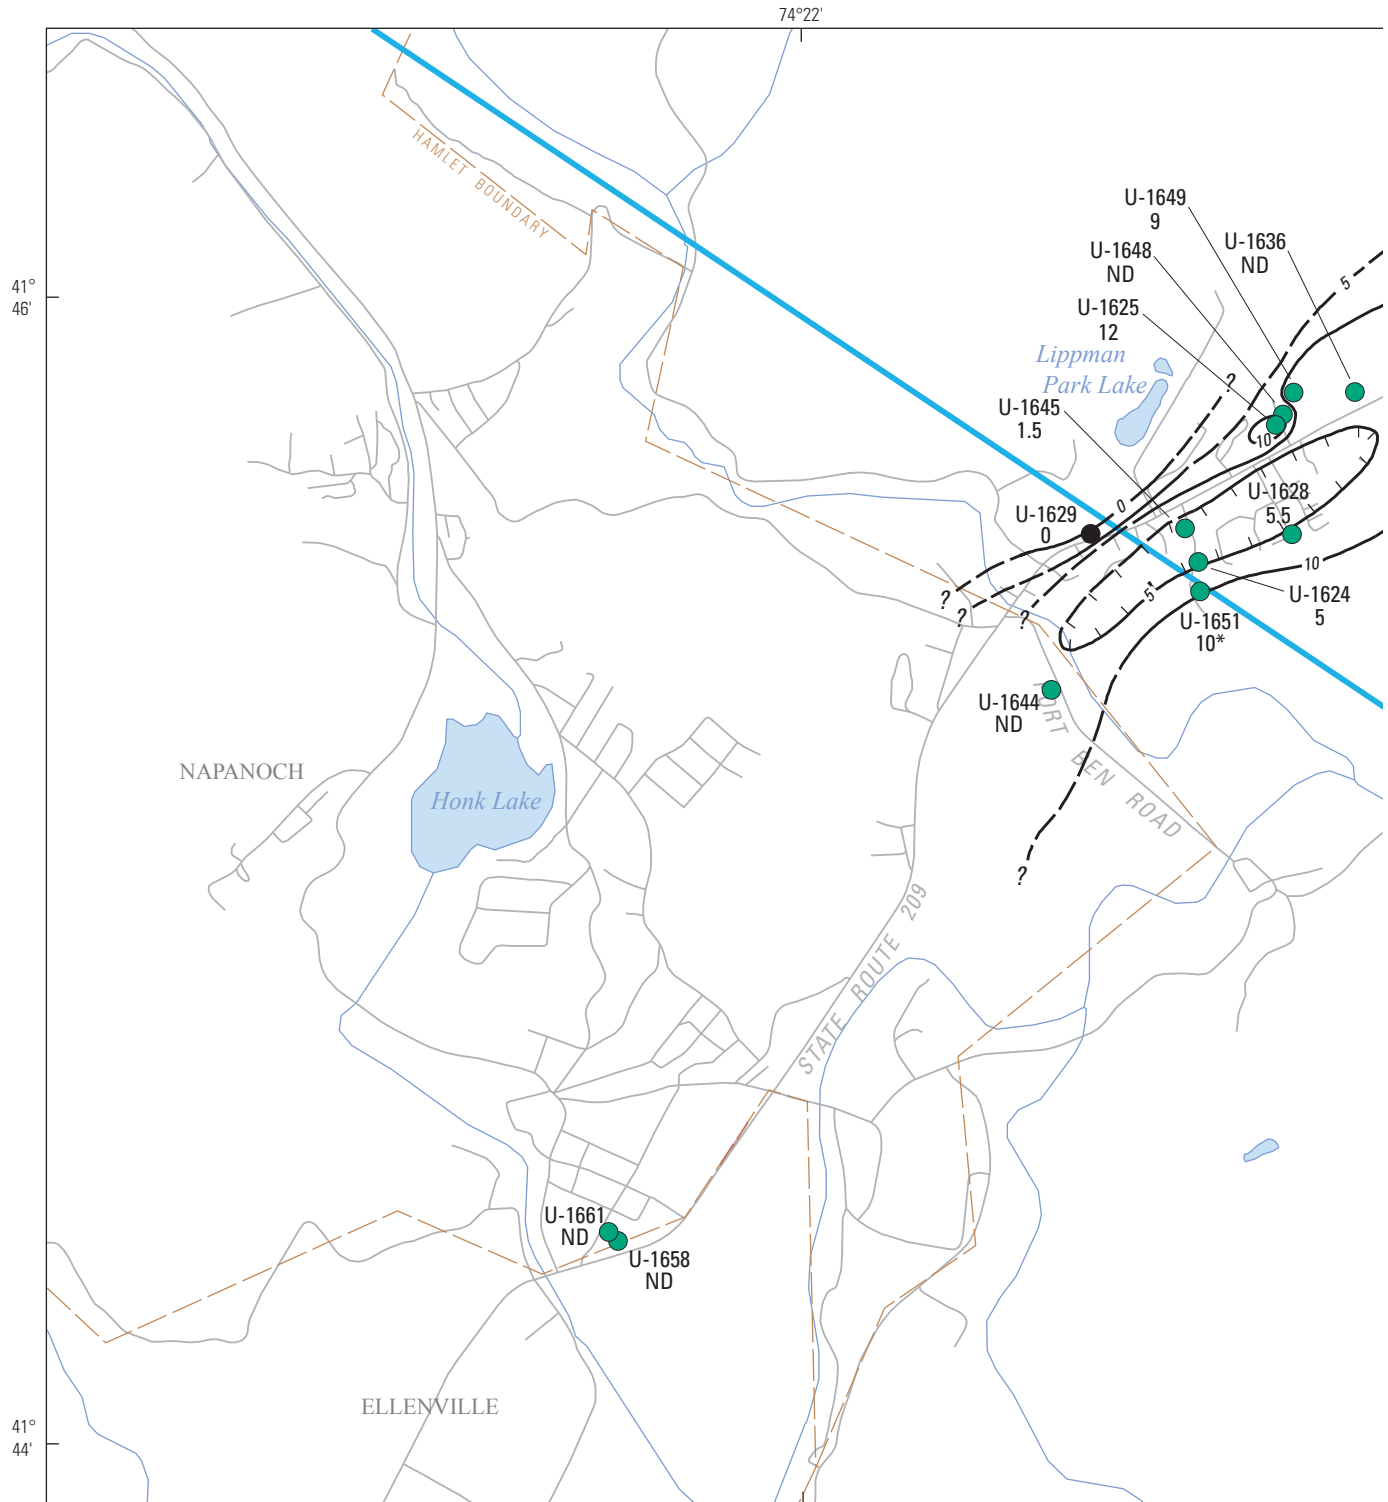 74°22'
HAMLET BOUNDARY
U-1649
9
U-1636
ND
U-1648
ND
41°
46'
5
U-1625
12
Lippman
Park Lake
?
U-1645
1.5
10
U-1628
5.5
U-1629
0
0
10
?
?
?
5
U-1624
5
U-1651
10*
U-1644
ND
FORT BEN ROAD
NAPANOCH
Honk Lake
?
STATE ROUTE 209
U-1661
ND
U-1658
ND
ELLENVILLE
41°
44'